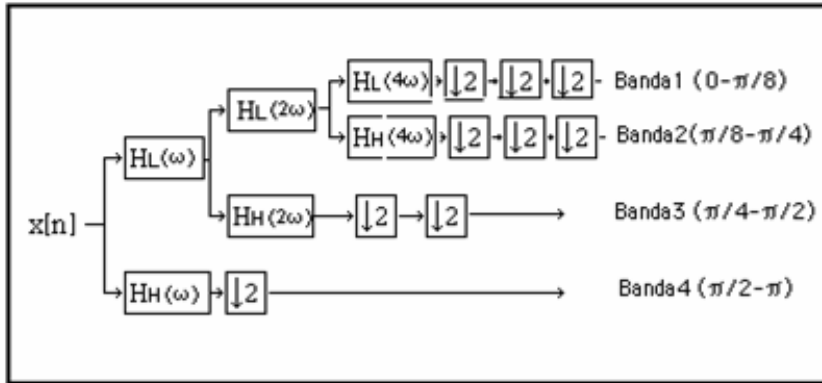 HL(4ω) ↓2 ↓2 ↓2 Banda1 (0-π/8)
HL(2ω)
HH(4ω) ↓2 ↓2 ↓2 Banda2(π/8-π/4)
HL(ω)
HH(2ω) ↓2 ↓2 Banda3 (π/4-π/2)
x[n]
HH(ω) ↓2 Banda4 (π/2-π)